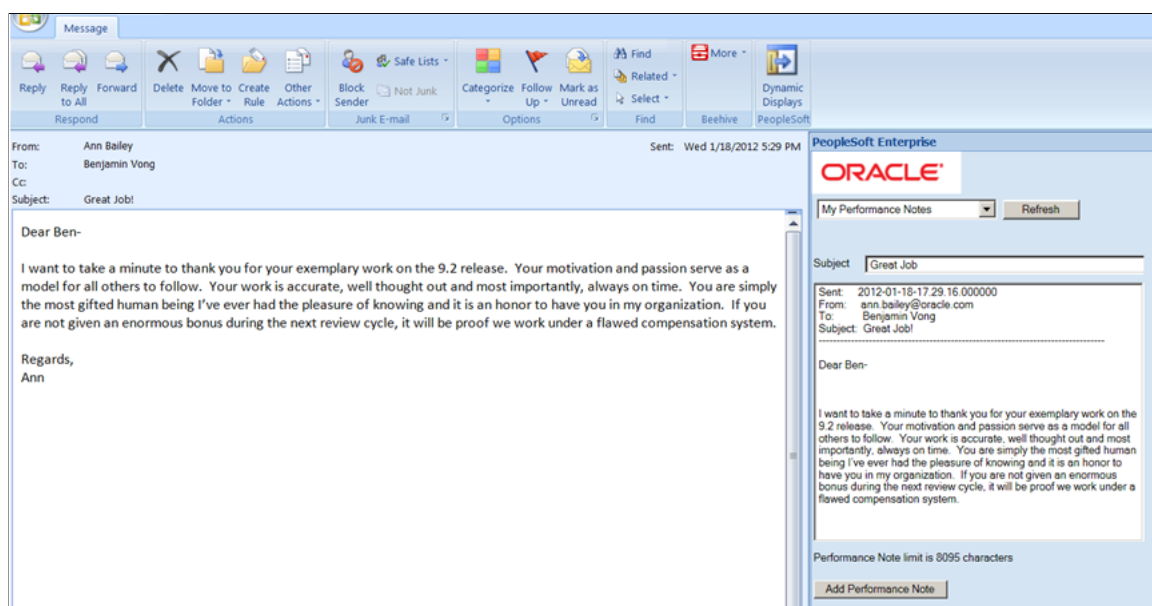 Message
Reply Reply to All Forward
Respond
Delete Move to Folder Create Rule Other Actions
Actions
Block Sender Safe Lists Not Junk
Junk E-mail
Categorize Follow Up Mark as Unread
Options
Find
Related
Select
Find
More
Beehive
Dynamic Displays
PeopleSoft
From: Ann Bailey
Sent: Wed 1/18/2012 5:29 PM
To: Benjamin Vong
Cc:
Subject: Great Job!
Dear Ben-
I want to take a minute to thank you for your exemplary work on the 9.2 release. Your motivation and passion serve as a
model for all others to follow. Your work is accurate, well thought out and most importantly, always on time. You are simply
the most gifted human being I've ever had the pleasure of knowing and it is an honor to have you in my organization. If you
are not given an enormous bonus during the next review cycle, it will be proof we work under a flawed compensation system.
Regards,
Ann
PeopleSoft Enterprise
ORACLE
My Performance Notes Refresh
Subject Great Job
Sent: 2012-01-18-17.29.16.000000
From: ann.bailey@oracle.com
To: Benjamin Vong
Subject: Great Job!
Dear Ben-
I want to take a minute to thank you for your exemplary work on the
9.2 release. Your motivation and passion serve as a model for all
others to follow. Your work is accurate, well thought out and most
importantly, always on time. You are simply the most gifted human
being I've ever had the pleasure of knowing and it is an honor to
have you in my organization. If you are not given an enormous
bonus during the next review cycle, it will be proof we work under a
flawed compensation system.
Performance Note limit is 8095 characters
Add Performance Note